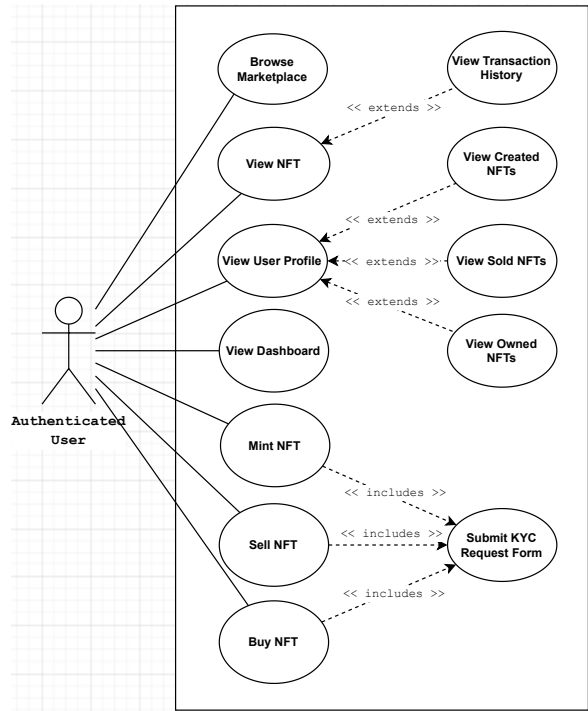 Browse
Marketplace
View Transaction
History
<< extends >>
View NFT
View Created
NFTs
<< extends >>
View User Profile
<< extends >>
View Sold NFTs
<< extends >>
View Dashboard
View Owned
NFTs
Authenticated
User
Mint NFT
<< includes >>
Sell NFT
<< includes >>
Submit KYC
Request Form
<< includes >>
Buy NFT